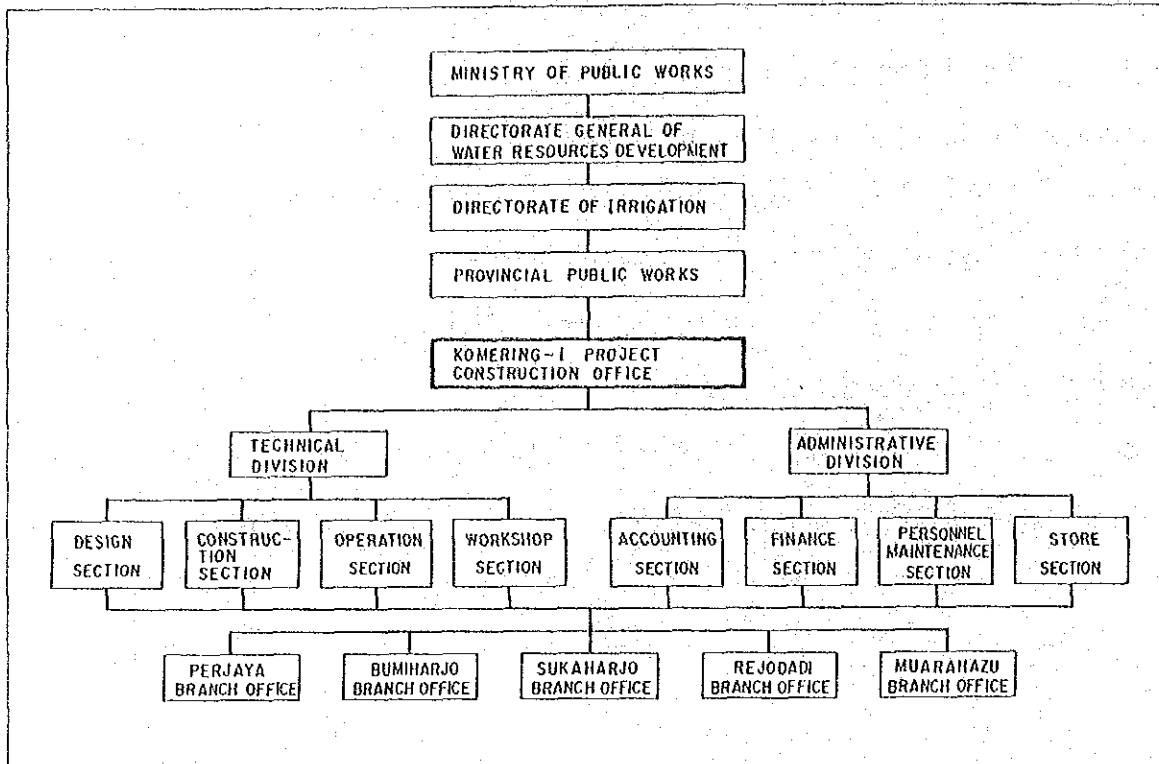 MINISTRY OF PUBLIC WORKS
DIRECTORATE GENERAL OF
WATER RESOURCES DEVELOPMENT
DIRECTORATE OF IRRIGATION
PROVINCIAL PUBLIC WORKS
KOMERING-I PROJECT
CONSTRUCTION OFFICE
TECHNICAL
DIVISION
ADMINISTRATIVE
DIVISION
DESIGN
SECTION
CONSTRUC-
TION
SECTION
OPERATION
SECTION
WORKSHOP
SECTION
ACCOUNTING
SECTION
FINANCE
SECTION
PERSONNEL
MAINTENANCE
SECTION
STORE
SECTION
PERJAYA
BRANCH OFFICE
BUMIHARJO
BRANCH OFFICE
SUKAHARJO
BRANCH OFFICE
REJODADI
BRANCH OFFICE
MUARAHAZU
BRANCH OFFICE